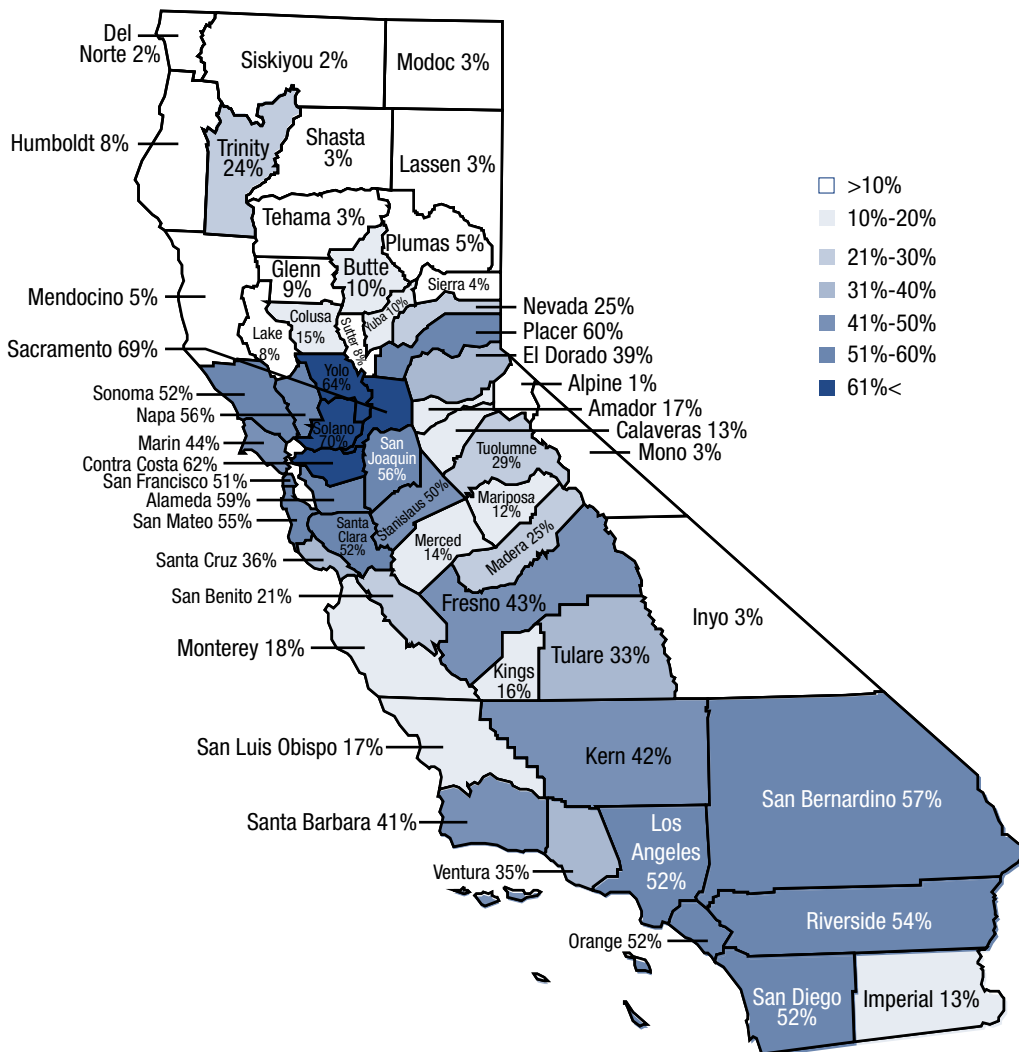 Del
Norte 2%
Siskiyou 2%
Modoc 3%
Humboldt 8%
Trinity
24%
Shasta
3%
Lassen 3%
>10%
10%-20%
21%-30%
31%-40%
41%-50%
51%-60%
61%<
Tehama 3%
Plumas 5%
Glenn
9%
Butte
10%
Sierra 4%
Mendocino 5%
Colusa
15%
Sutter 8%
Yuba 10%
Nevada 25%
Lake
8%
Placer 60%
Sacramento 69%
El Dorado 39%
Yolo
64%
Alpine 1%
Sonoma 52%
Amador 17%
Napa 56%
Solano
70%
Calaveras 13%
Marin 44%
San
Joaquin
56%
Tuolumne
29%
Mono 3%
Contra Costa 62%
San Francisco 51%
Alameda 59%
Stanislaus 50%
Mariposa
12%
San Mateo 55%
Santa
Clara
52%
Merced
14%
Madera 25%
Santa Cruz 36%
San Benito 21%
Fresno 43%
Inyo 3%
Monterey 18%
Kings
16%
Tulare 33%
San Luis Obispo 17%
Kern 42%
San Bernardino 57%
Santa Barbara 41%
Los
Angeles
52%
Ventura 35%
Riverside 54%
Orange 52%
San Diego
52%
Imperial 13%